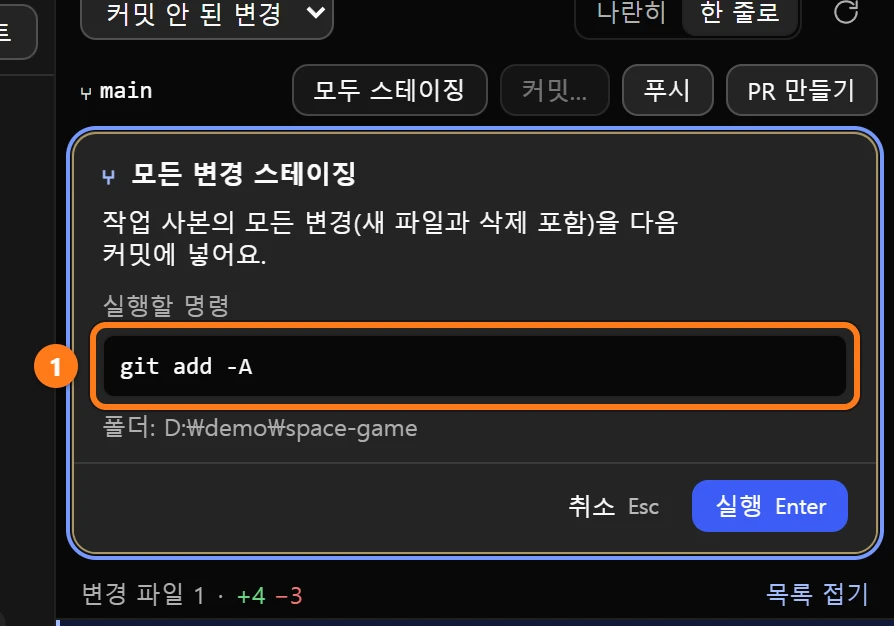 커밋 안 된 변경
나란히 한 줄로
트
main 모두 스테이징 커밋... 푸시 PR 만들기
모든 변경 스테이징
작업 사본의 모든 변경(새 파일과 삭제 포함)을 다음
커밋에 넣어요.
실행할 명령
1
git add -A
폴더: D:₩demo₩space-game
취소 Esc 실행 Enter
변경 파일 1 · +4 −3 목록 접기